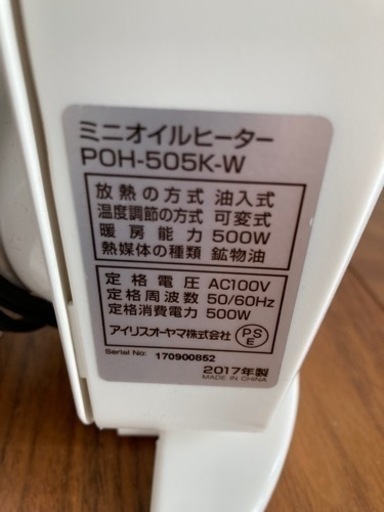 ミニオイルヒーター
POH-505K-W
放熱の方式 油入式
温度調節の方式 可変式
暖房能力 500W
熱媒体の種類 鉱物油
定格電圧 AC100V
定格周波数 50/60Hz
定格消費電力 500W
アイリスオーヤマ株式会社
PS
E
Serial No: 170900852
2017年製
MADE IN CHINA